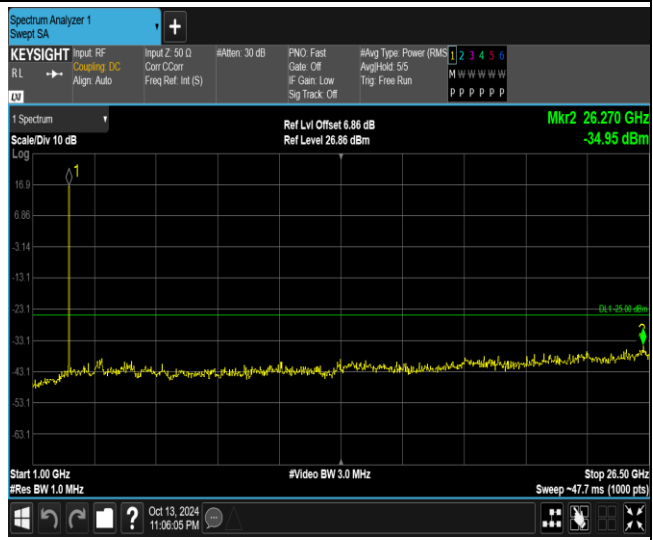 Spectrum Analyzer 1
Swept SA
+
KEYSIGHT Input: RF Input Z: 50 Ω #Atten: 30 dB PNO: Fast #Avg Type: Power (RMS 1 2 3 4 5 6
RL Coupling: DC Corr CCorr Gate: Off Avg|Hold: 5/5 M W W W W W
Align: Auto Freq Ref: Int (S) IF Gain: Low Trig: Free Run
Sig Track: Off P P P P P P
LXI
1 Spectrum Ref Lvl Offset 6.86 dB Mkr2 26.270 GHz
Scale/Div 10 dB Ref Level 26.86 dBm -34.95 dBm
Log
1
16.9
6.86
-3.14
-13.1
-23.1 DL1 -25.00 dBm
2
-33.1
-43.1
-53.1
-63.1
Start 1.00 GHz #Video BW 3.0 MHz Stop 26.50 GHz
#Res BW 1.0 MHz Sweep ~47.7 ms (1000 pts)
? Oct 13, 2024
11:06:05 PM